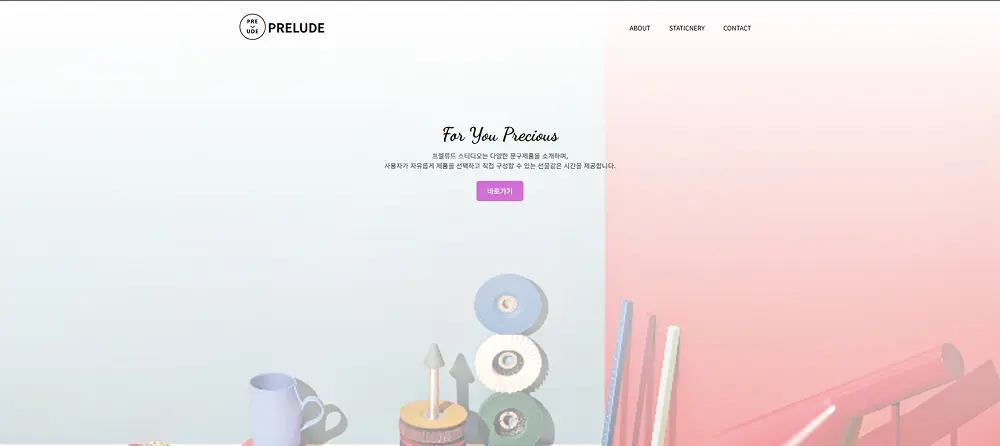 PRE
UDE
PRELUDE
ABOUT
STATICNERY
CONTACT
For You Precious
프렐류드 스티디오는 다양한 문구제품을 소개하며,
사용자가 자유롭게 제품을 선택하고 직접 구성할 수 있는 선물같은 시간을 제공합니다.
바로가기